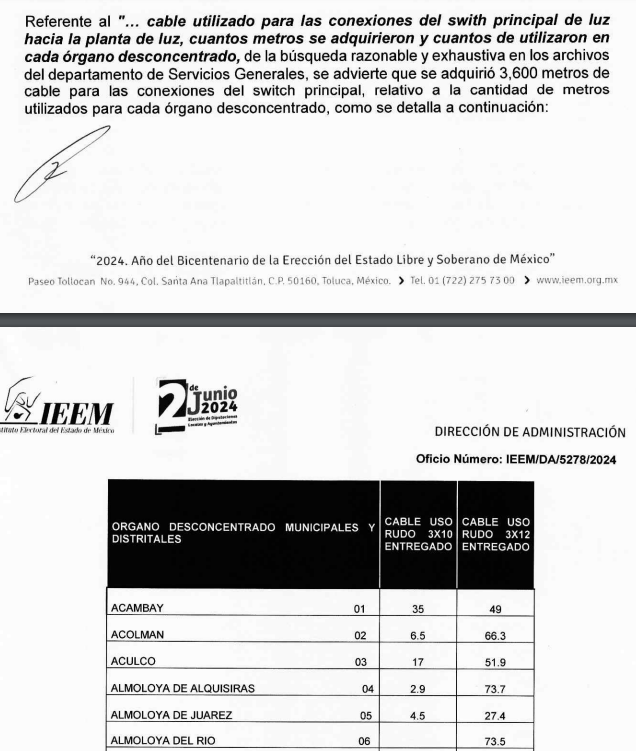 Referente al "... cable utilizado para las conexiones del swith principal de luz
hacia la planta de luz, cuantos metros se adquirieron y cuantos de utilizaron en
cada órgano desconcentrado, de la búsqueda razonable y exhaustiva en los archivos
del departamento de Servicios Generales, se advierte que se adquirió 3,600 metros de
cable para las conexiones del switch principal, relativo a la cantidad de metros
utilizados para cada órgano desconcentrado, como se detalla a continuación:
"2024. Año del Bicentenario de la Erección del Estado Libre y Soberano de México"
Paseo Tollocan No. 944, Col. Santa Ana Tlapaltitlán, C.P. 50160, Toluca, México. > Tel. 01 (722) 275 73 00 > www.ieem.org.mx
IEEM
tituto Electoral del Estado de México
2 de Junio 2024
Elección de Diputaciones
Locales y Ayuntamientos
DIRECCIÓN DE ADMINISTRACIÓN
Oficio Número: IEEM/DA/5278/2024
ORGANO DESCONCENTRADO MUNICIPALES Y DISTRITALES CABLE USO RUDO 3X10 ENTREGADO CABLE USO RUDO 3X12 ENTREGADO
ACAMBAY 01 35 49
ACOLMAN 02 6.5 66.3
ACULCO 03 17 51.9
ALMOLOYA DE ALQUISIRAS 04 2.9 73.7
ALMOLOYA DE JUAREZ 05 4.5 27.4
ALMOLOYA DEL RIO 06 73.5